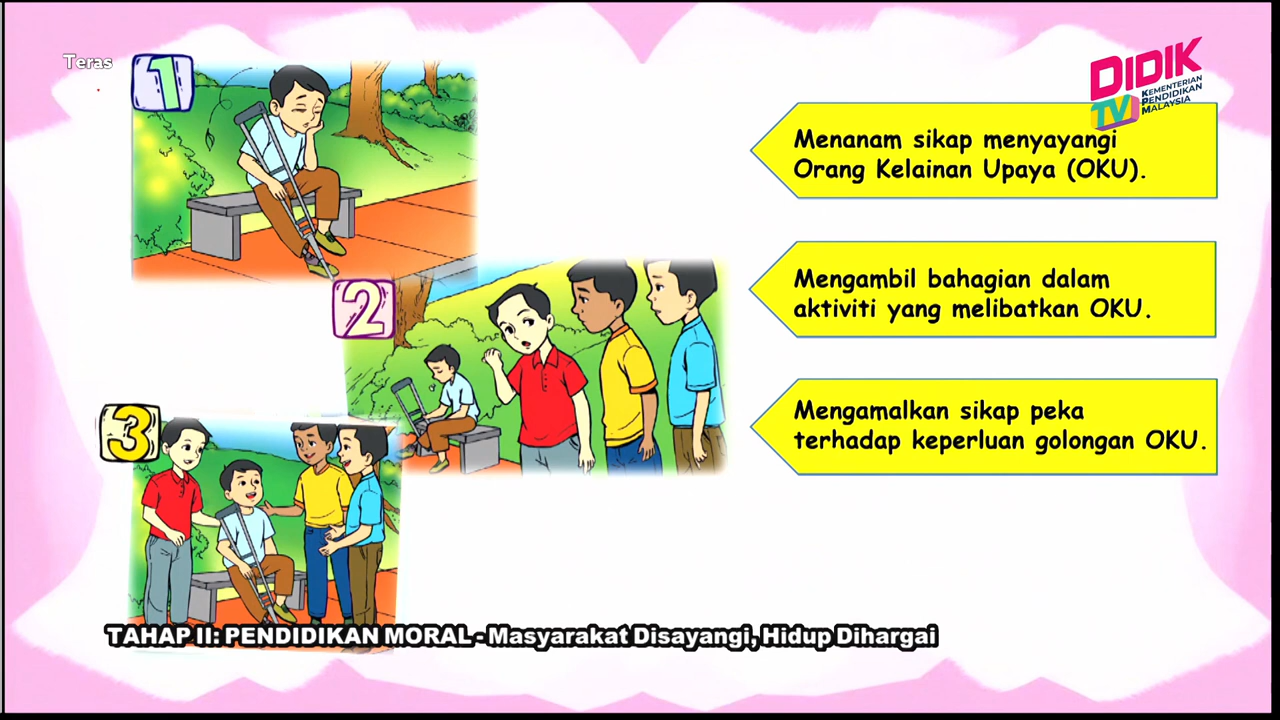 Teras
1
DIDIK
TV
KEMENTERIAN
PENDIDIKAN
MALAYSIA
Menanam sikap menyayangi
Orang Kelainan Upaya (OKU).
2
Mengambil bahagian dalam
aktiviti yang melibatkan OKU.
3
Mengamalkan sikap peka
terhadap keperluan golongan OKU.
TAHAP II: PENDIDIKAN MORAL - Masyarakat Disayangi, Hidup Dihargai